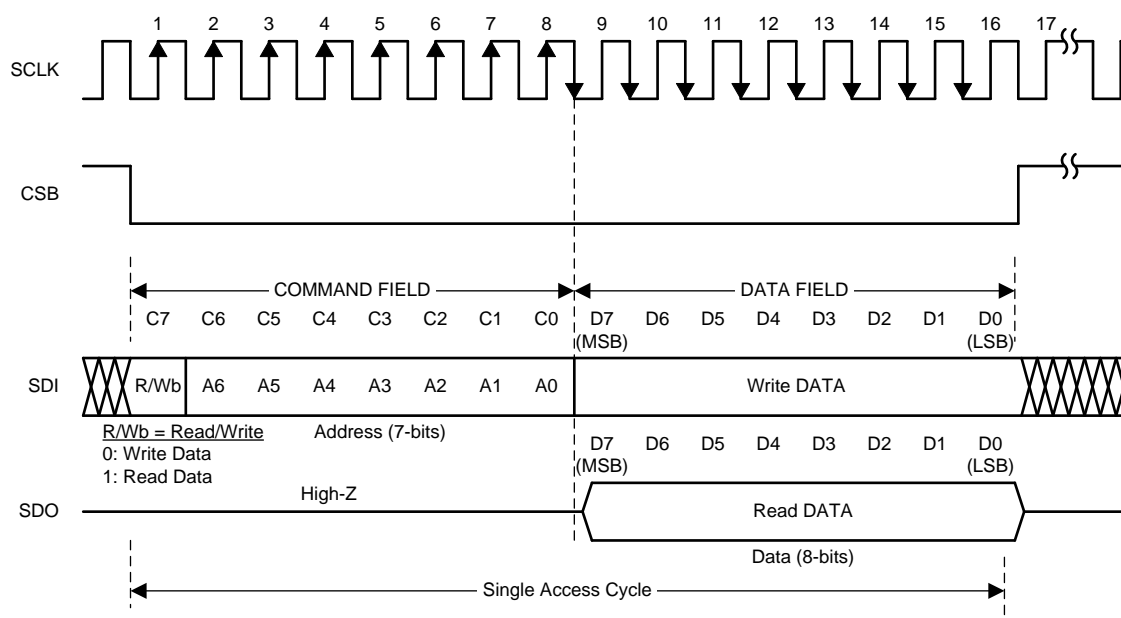 1 2 3 4 5 6 7 8 9 10 11 12 13 14 15 16 17
SCLK
CSB
COMMAND FIELD DATA FIELD
C7 C6 C5 C4 C3 C2 C1 C0 D7 D6 D5 D4 D3 D2 D1 D0
(MSB) (LSB)
SDI R/Wb A6 A5 A4 A3 A2 A1 A0 Write DATA
R/Wb = Read/Write Address (7-bits)
0: Write Data
1: Read Data
D7 D6 D5 D4 D3 D2 D1 D0
(MSB) (LSB)
High-Z
SDO Read DATA
Data (8-bits)
Single Access Cycle